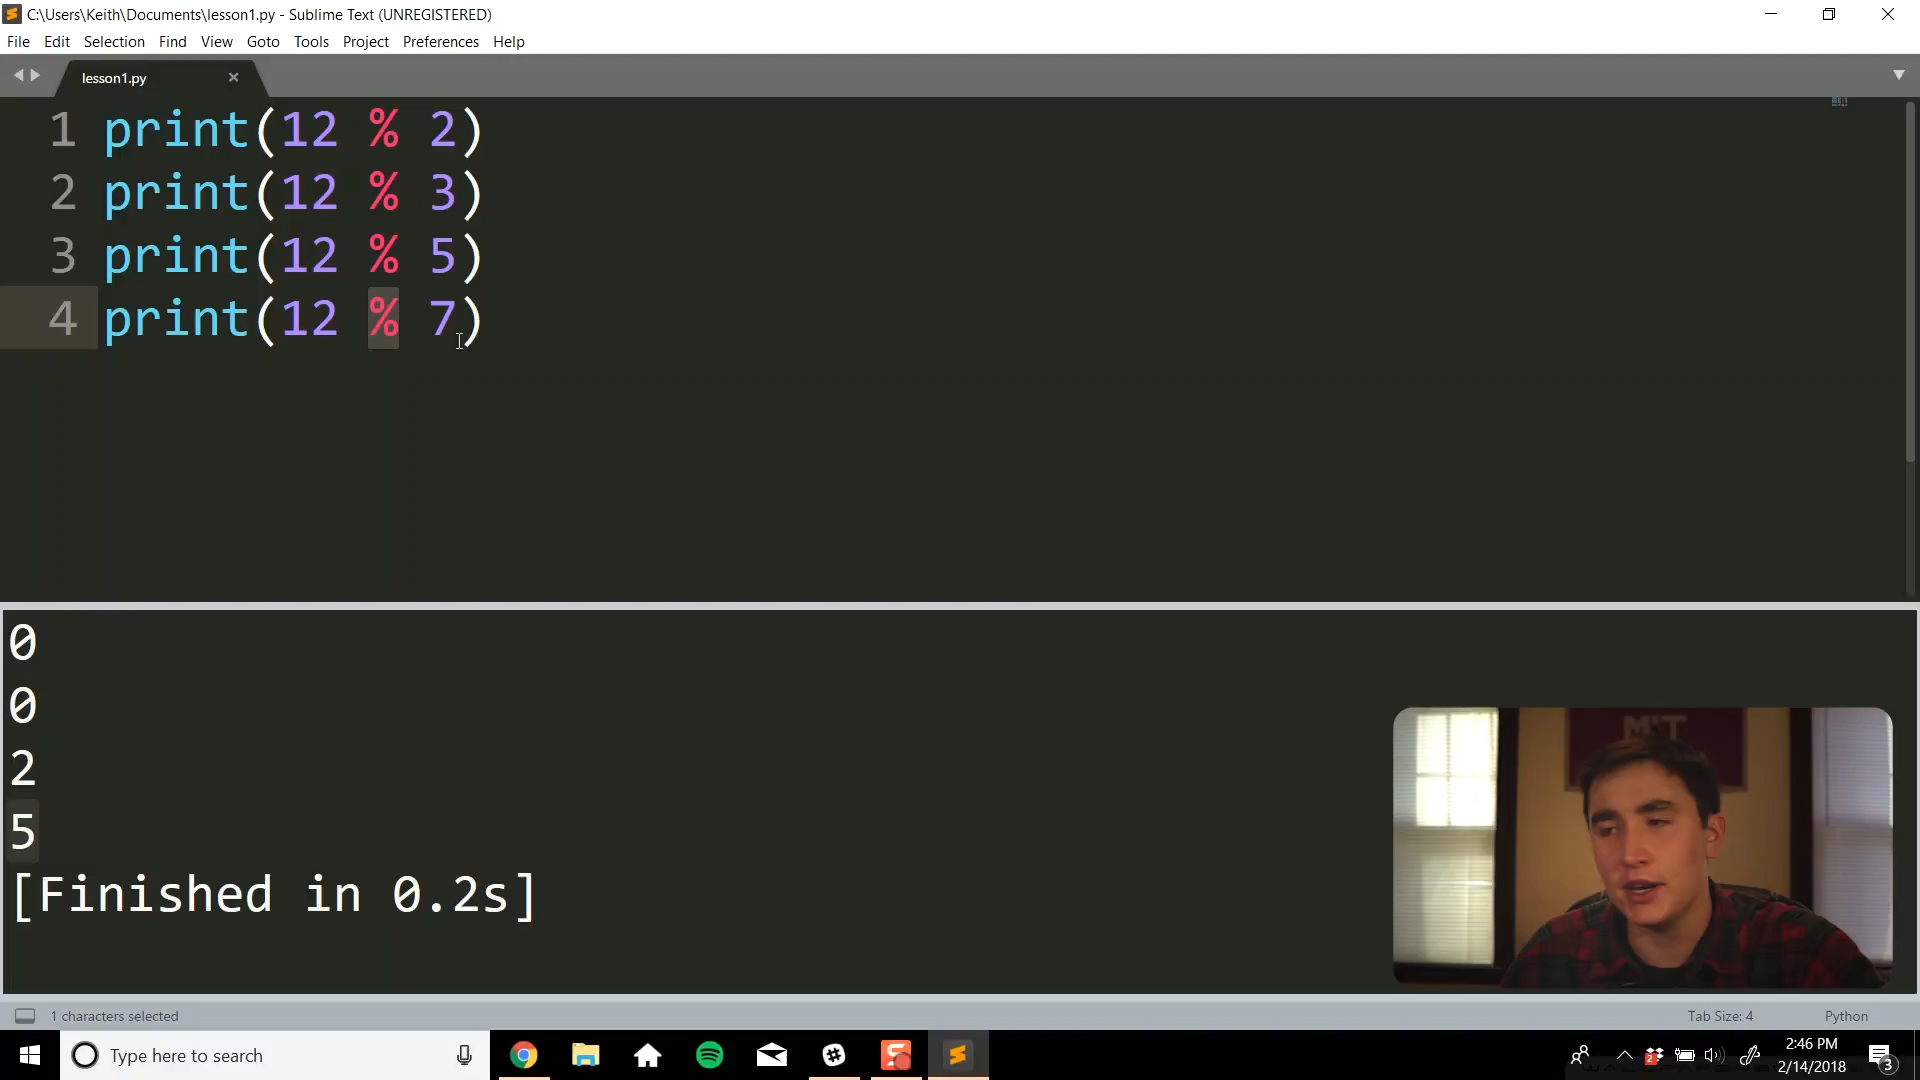 C:\Users\Keith\Documents\lesson1.py - Sublime Text (UNREGISTERED)
File Edit Selection Find View Goto Tools Project Preferences Help
lesson1.py
1 print(12 % 2)
2 print(12 % 3)
3 print(12 % 5)
4 print(12 % 7)
0
0
2
5
[Finished in 0.2s]
MIT
1 characters selected
Tab Size: 4
Python
Type here to search
2
2:46 PM
2/14/2018
3